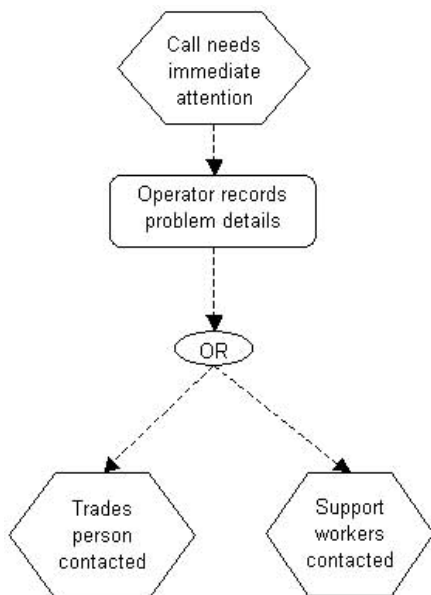 Call needs
immediate
attention
Operator records
problem details
OR
Trades
person
contacted
Support
workers
contacted